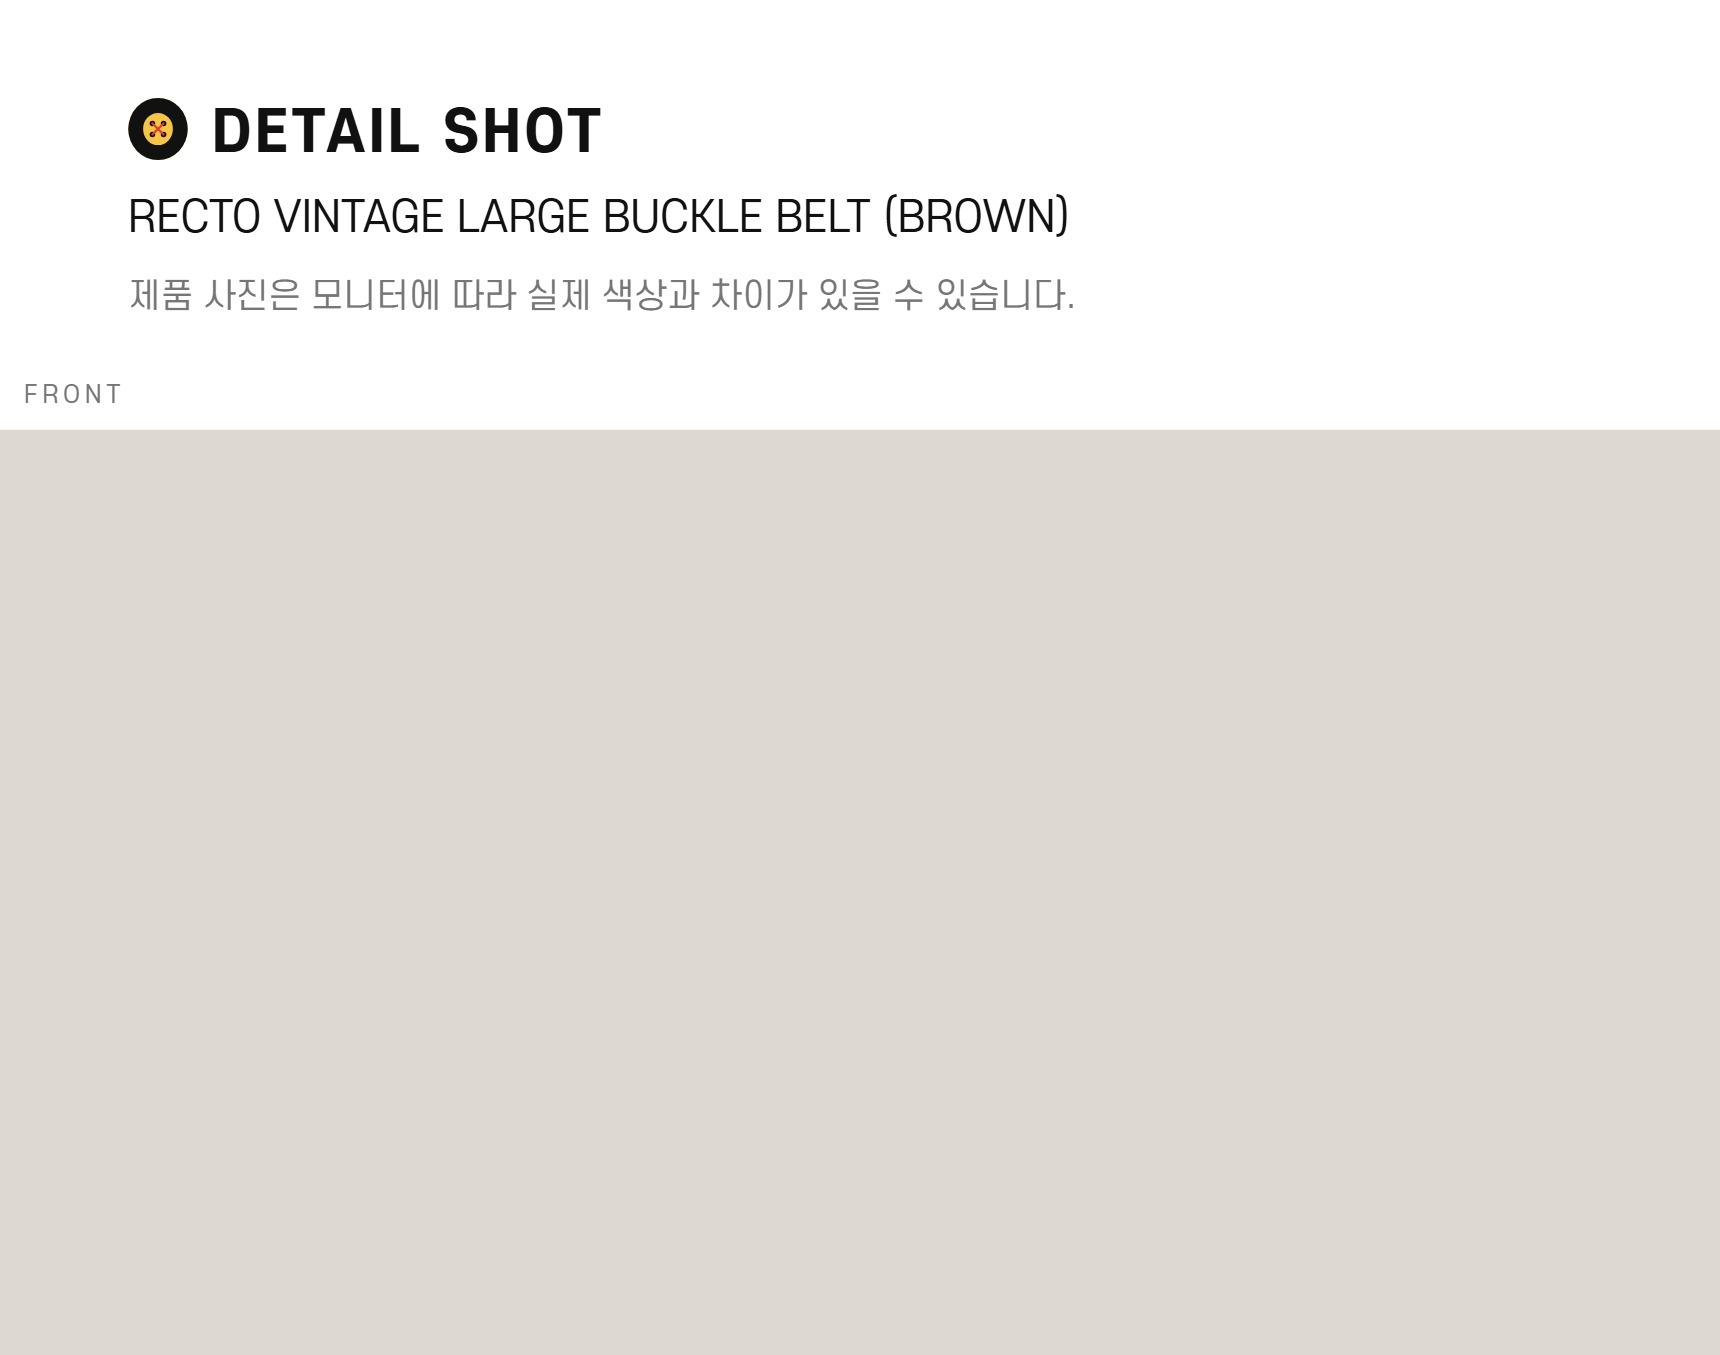 DETAIL SHOT
RECTO VINTAGE LARGE BUCKLE BELT (BROWN)
제품 사진은 모니터에 따라 실제 색상과 차이가 있을 수 있습니다.
FRONT